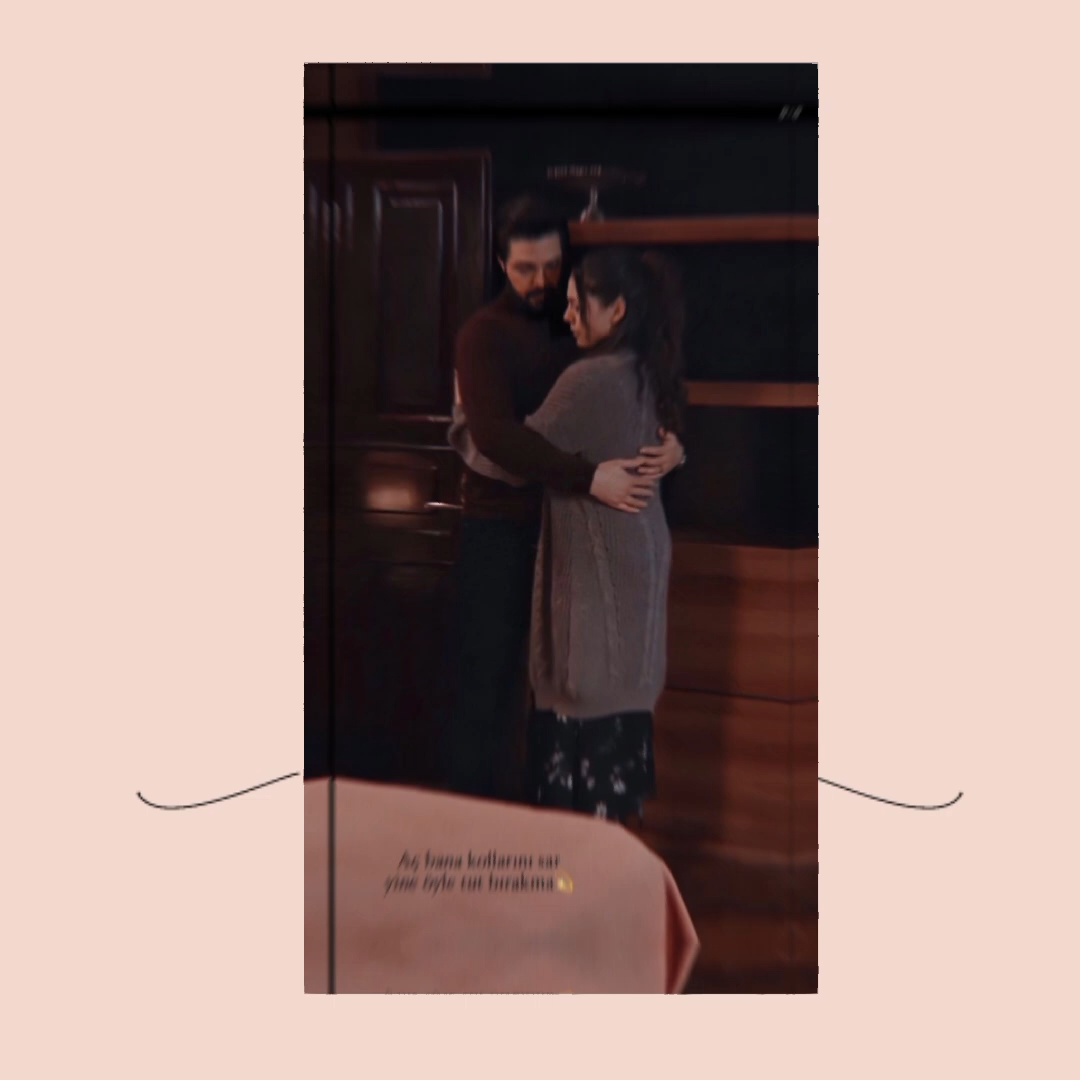 Aç bana kollarını sar
yine öyle tut bırakma💫